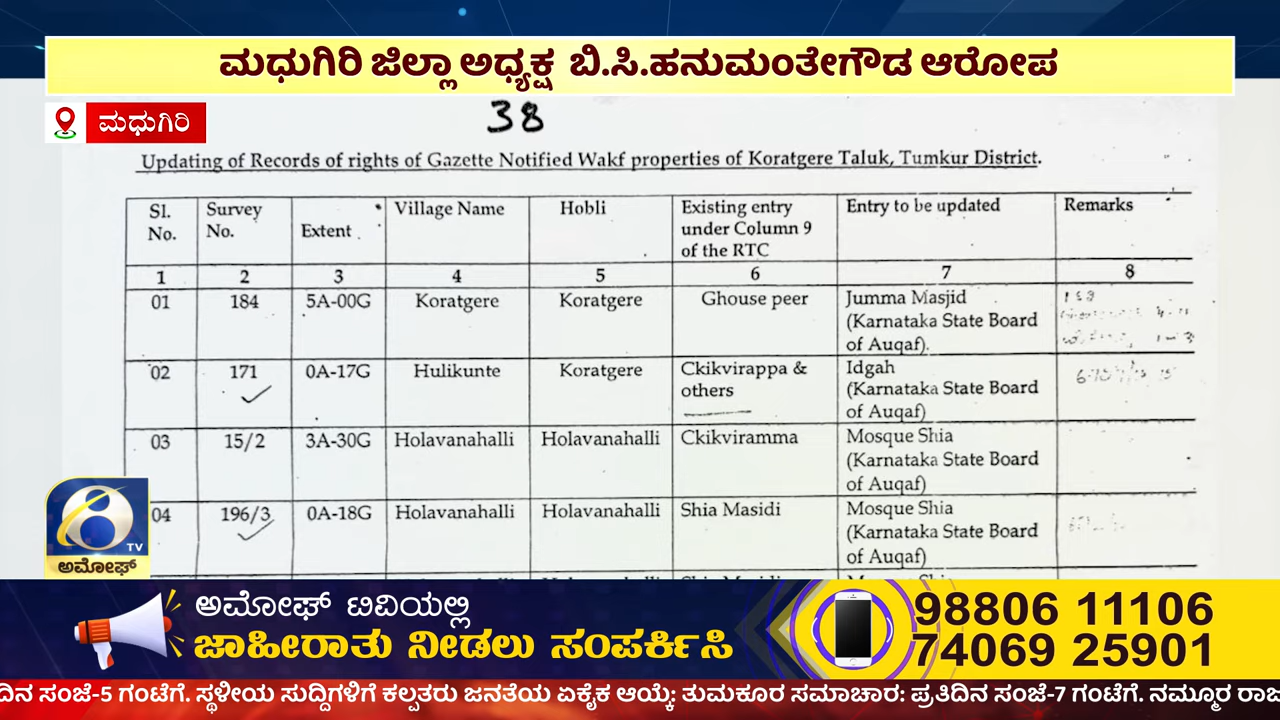 ಮಧುಗಿರಿ ಜಿಲ್ಲಾ ಅಧ್ಯಕ್ಷ ಬಿ.ಸಿ.ಹನುಮಂತೇಗೌಡ ಆರೋಪ
ಮಧುಗಿರಿ
38
Updating of Records of rights of Gazette Notified Wakf properties of Koratgere Taluk, Tumkur District.
Sl. No. Survey No. Extent Village Name Hobli Existing entry under Column 9 of the RTC Entry to be updated Remarks
1 2 3 4 5 6 7 8
01 184 5A-00G Koratgere Koratgere Ghouse peer Jumma Masjid (Karnataka State Board of Auqaf).
02 171 0A-17G Hulikunte Koratgere Ckikvirappa & others Idgah (Karnataka State Board of Auqaf)
03 15/2 3A-30G Holavanahalli Holavanahalli Ckikviramma Mosque Shia (Karnataka State Board of Auqaf)
04 196/3 0A-18G Holavanahalli Holavanahalli Shia Masidi Mosque Shia (Karnataka State Board of Auqaf)
TV
ಅಮೋಘ್
ಅಮೋಘ್ ಟಿವಿಯಲ್ಲಿ
ಜಾಹೀರಾತು ನೀಡಲು ಸಂಪರ್ಕಿಸಿ
98806 11106
74069 25901
ದಿನ ಸಂಜೆ-5 ಗಂಟೆಗೆ. ಸ್ಥಳೀಯ ಸುದ್ದಿಗಳಿಗೆ ಕಲ್ಪತರು ಜನತೆಯ ಏಕೈಕ ಆಯ್ಕೆ: ತುಮಕೂರ ಸಮಾಚಾರ: ಪ್ರತಿದಿನ ಸಂಜೆ-7 ಗಂಟೆಗೆ. ನಮ್ಮೂರ